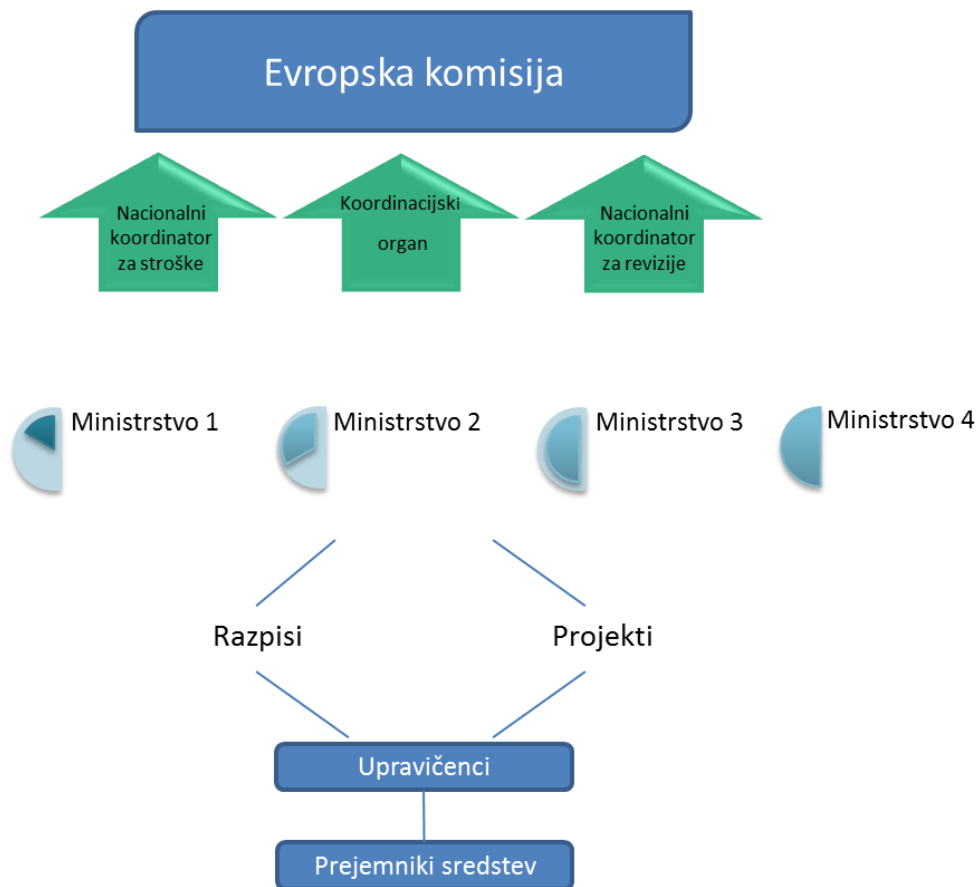 Evropska komisija
Nacionalni
koordinator
za stroške
Koordinacijski
organ
Nacionalni
koordinator
za revizije
Ministrstvo 1
Ministrstvo 2
Ministrstvo 3
Ministrstvo 4
Razpisi
Projekti
Upravičenci
Prejemniki sredstev